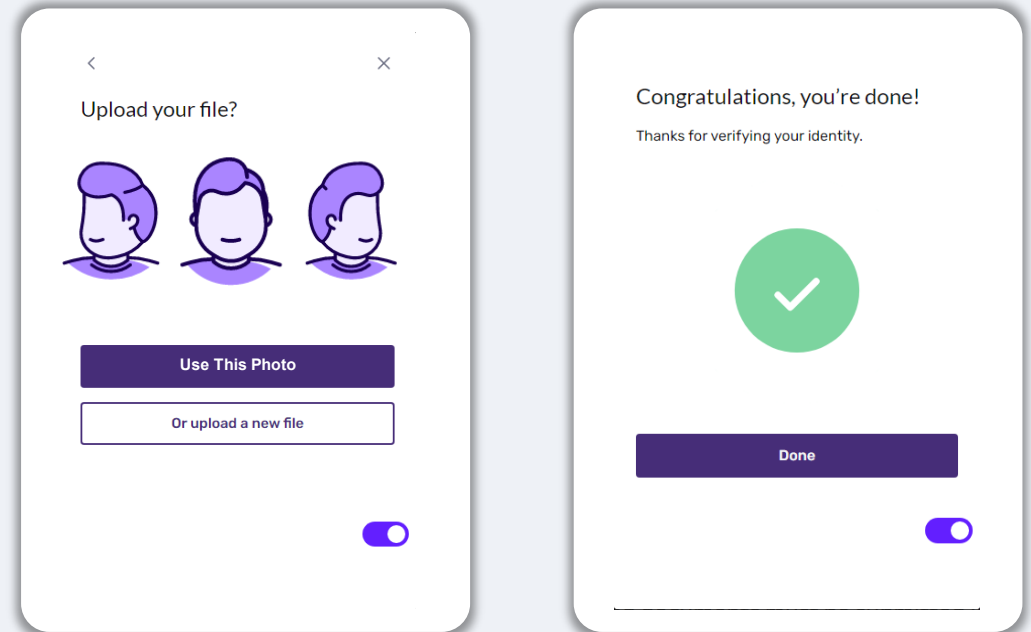 Upload your file?
Use This Photo
Or upload a new file
Congratulations, you're done!
Thanks for verifying your identity.
Done